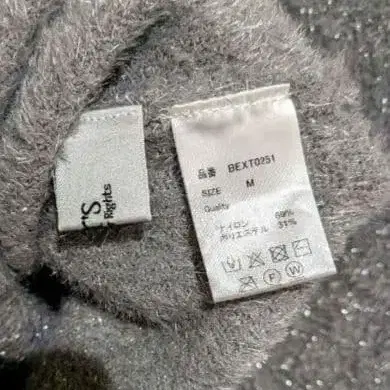 T'S
Rights
品番 BEXT0251
SIZE M
Quality
ナイロン 69%
ポリエステル 31%
F W